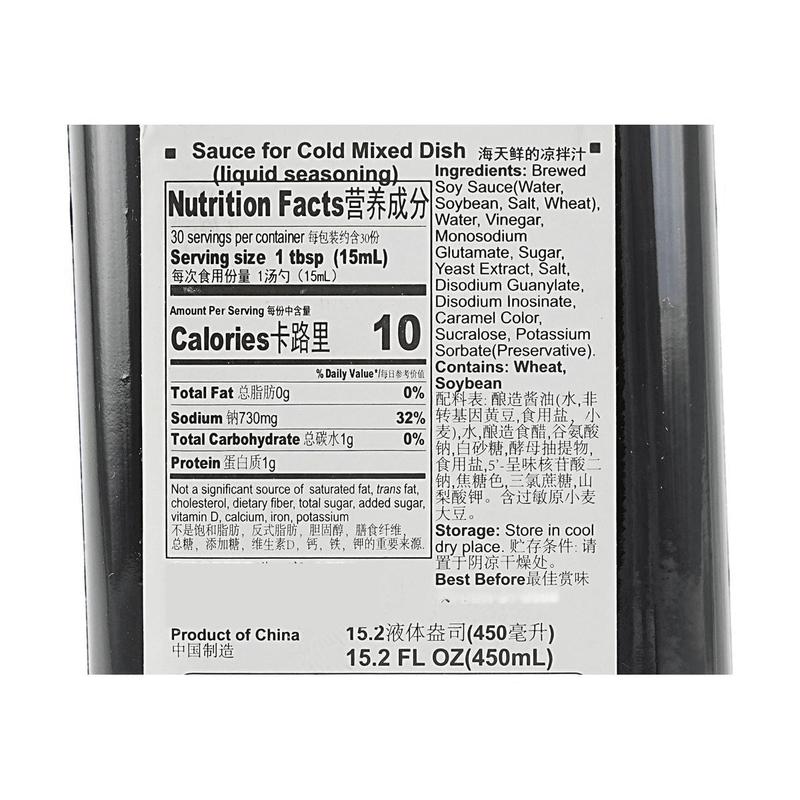 Sauce for Cold Mixed Dish 海天鲜的凉拌汁
(liquid seasoning)
Nutrition Facts营养成分
30 servings per container 每包装约含30份
Serving size 1 tbsp (15mL)
每次食用份量 1汤勺 (15mL)
Amount Per Serving 每份中含量
Calories卡路里 10
% Daily Value*/每日参考价值
Total Fat 总脂肪0g 0%
Sodium 钠730mg 32%
Total Carbohydrate 总碳水1g 0%
Protein 蛋白质1g
Not a significant source of saturated fat, trans fat,
cholesterol, dietary fiber, total sugar, added sugar,
vitamin D, calcium, iron, potassium
不是饱和脂肪, 反式脂肪, 胆固醇, 膳食纤维,
总糖, 添加糖, 维生素D, 钙, 铁, 钾的重要来源.
Ingredients: Brewed
Soy Sauce(Water,
Soybean, Salt, Wheat),
Water, Vinegar,
Monosodium
Glutamate, Sugar,
Yeast Extract, Salt,
Disodium Guanylate,
Disodium Inosinate,
Caramel Color,
Sucralose, Potassium
Sorbate(Preservative).
Contains: Wheat,
Soybean
配料表: 酿造酱油(水,非
转基因黄豆,食用盐, 小
麦),水,酿造食醋,谷氨酸
钠,白砂糖,酵母抽提物,
食用盐,5'-呈味核苷酸二
钠,焦糖色,三氯蔗糖,山
梨酸钾。含过敏原小麦
大豆。
Storage: Store in cool
dry place. 贮存条件: 请
置于阴凉干燥处。
Best Before最佳赏味
Product of China
中国制造
15.2液体盎司(450毫升)
15.2 FL OZ(450mL)